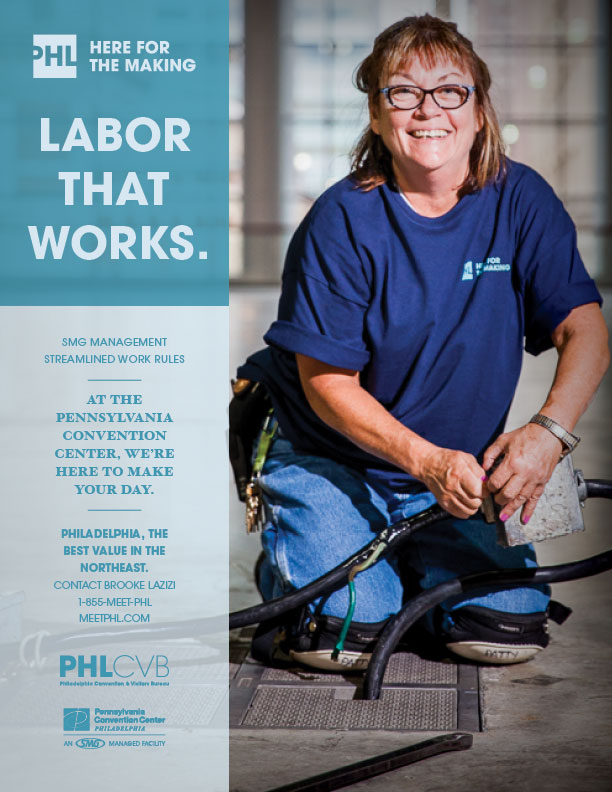 PHL
HERE FOR
THE MAKING
LABOR
THAT
WORKS.
SMG MANAGEMENT
STREAMLINED WORK RULES
AT THE
PENNSYLVANIA
CONVENTION
CENTER, WE'RE
HERE TO MAKE
YOUR DAY.
PHILADELPHIA, THE
BEST VALUE IN THE
NORTHEAST.
CONTACT BROOKE LAZIZI
1-855-MEET-PHL
MEETPHL.COM
PHLCVB
Philadelphia Convention & Visitors Bureau
Pennsylvania
Convention Center
PHILADELPHIA
AN SMG MANAGED FACILITY
FOR
MAKING
PATTY
PATTY